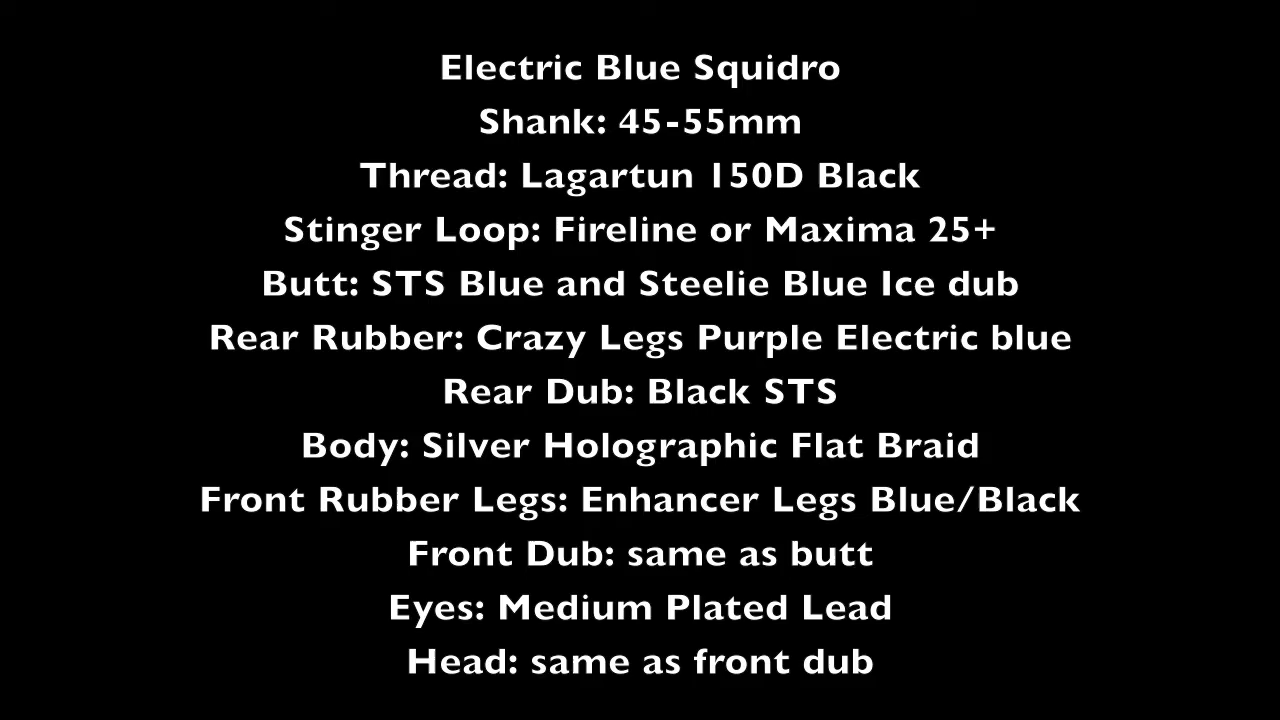 Electric Blue Squidro
Shank: 45-55mm
Thread: Lagartun 150D Black
Stinger Loop: Fireline or Maxima 25+
Butt: STS Blue and Steelie Blue Ice dub
Rear Rubber: Crazy Legs Purple Electric blue
Rear Dub: Black STS
Body: Silver Holographic Flat Braid
Front Rubber Legs: Enhancer Legs Blue/Black
Front Dub: same as butt
Eyes: Medium Plated Lead
Head: same as front dub